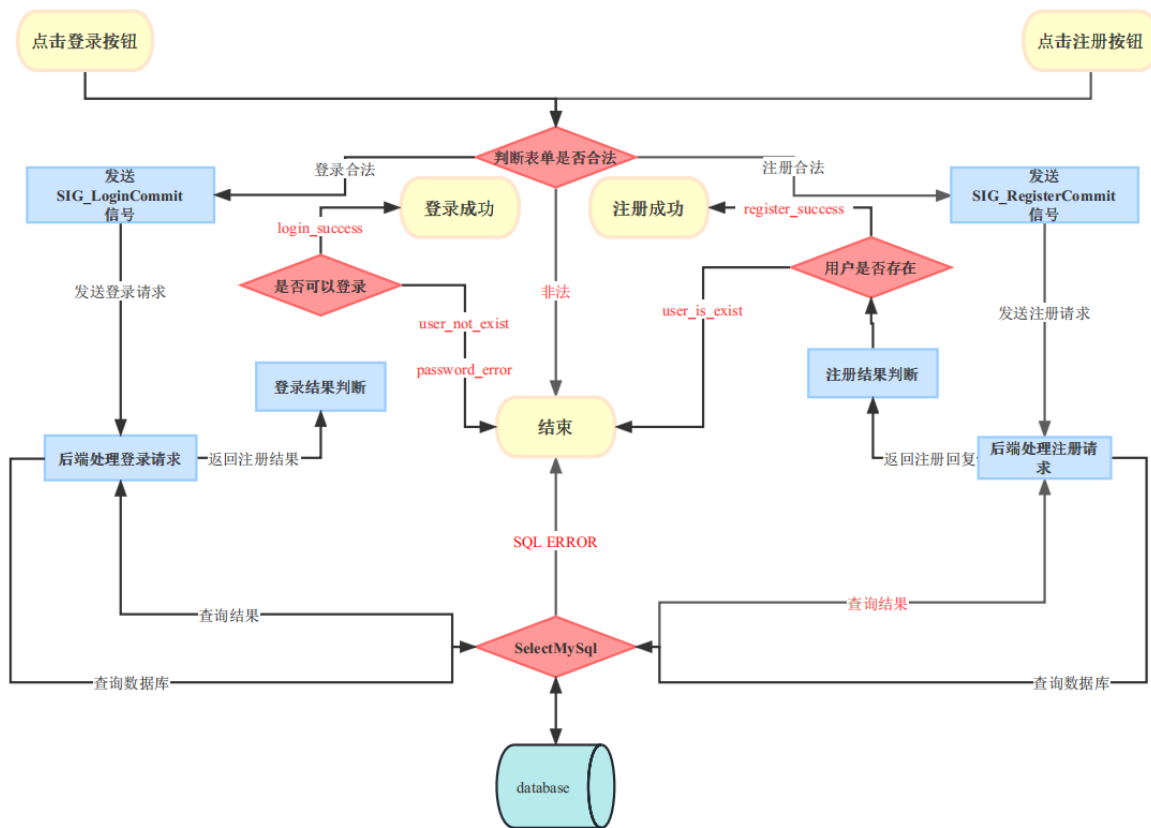 点击登录按钮
点击注册按钮
判断表单是否合法
登录合法
注册合法
发送
SIG_LoginCommit
信号
发送
SIG_RegisterCommit
信号
登录成功
注册成功
login_success
register_success
是否可以登录
用户是否存在
发送登录请求
非法
发送注册请求
user_not_exist
user_is_exist
password_error
登录结果判断
注册结果判断
结束
后端处理登录请求
返回注册结果
返回注册回复
后端处理注册请
求
SQL ERROR
查询结果
查询结果
SelectMySql
查询数据库
查询数据库
database